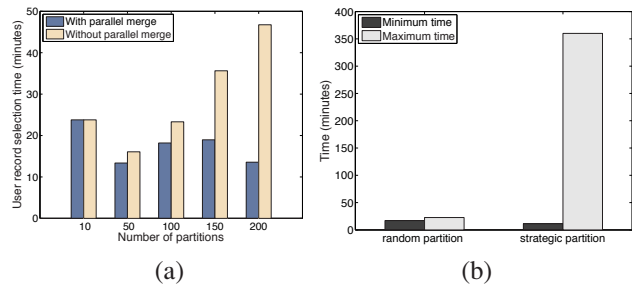 User record selection time (minutes)
50
40
30
20
10
0
With parallel merge
Without parallel merge
10 50 100 150 200
Number of partitions
(a)
Time (minutes)
400
350
300
250
200
150
100
50
0
Minimum time
Maximum time
random partition strategic partition
(b)